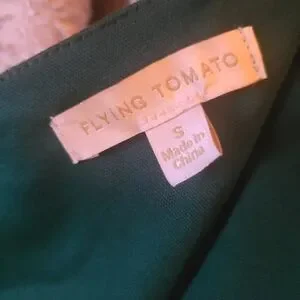 FLYING TOMATO
S
Made in
China